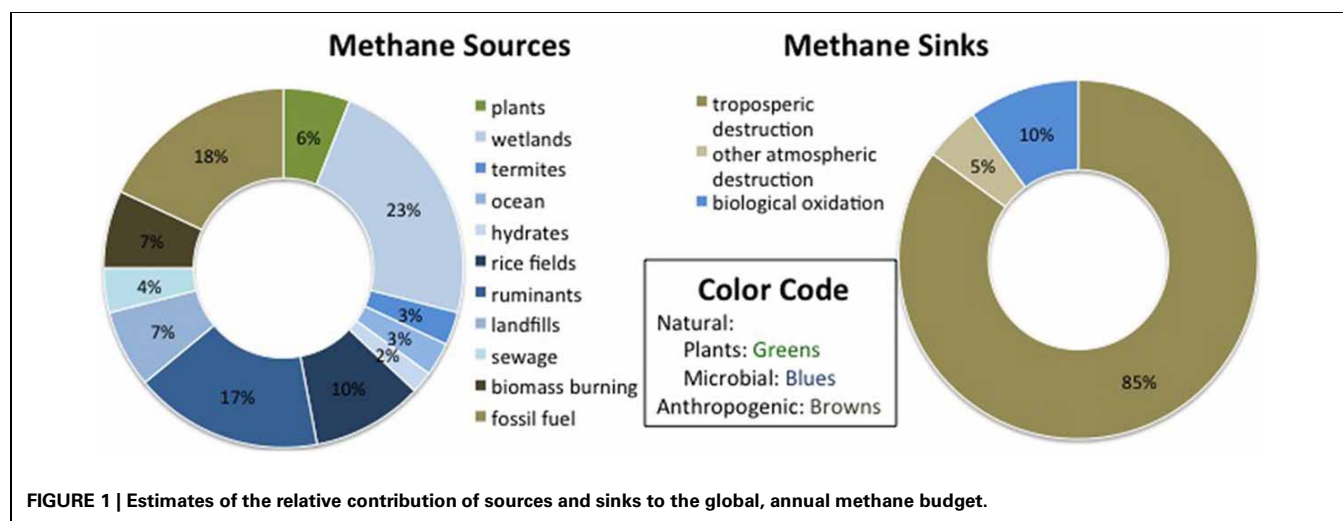 Methane Sources
6%
23%
3%
3%
2%
10%
17%
7%
4%
7%
18%
plants
wetlands
termites
ocean
hydrates
rice fields
ruminants
landfills
sewage
biomass burning
fossil fuel
Methane Sinks
troposperic
destruction
other atmospheric
destruction
biological oxidation
10%
5%
85%
Color Code
Natural:
Plants: Greens
Microbial: Blues
Anthropogenic: Browns
FIGURE 1 | Estimates of the relative contribution of sources and sinks to the global, annual methane budget.